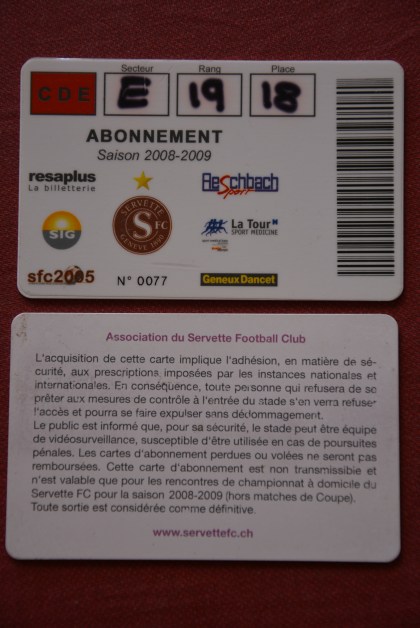 Secteur Rang Place
CDE E 19 18
ABONNEMENT
Saison 2008-2009
resaplus
La billetterie
Aeschbach
Sport
SERVETTE
S FC
GENEVE 1890
SIG
La Tour
SPORT MEDICINE
sfc2005
N° 0077
Geneux Dancet
Association du Servette Football Club
L'acquisition de cette carte implique l'adhésion, en matière de sé-
curité, aux prescriptions imposées par les instances nationales et
internationales. En conséquence, toute personne qui refusera de se
prêter aux mesures de contrôle à l'entrée du stade s'en verra refuser
l'accès et pourra se faire expulser sans dédommagement.
Le public est informé que, pour sa sécurité, le stade peut être équipé
de vidéosurveillance, susceptible d'être utilisée en cas de poursuites
pénales. Les cartes d'abonnement perdues ou volées ne seront pas
remboursées. Cette carte d'abonnement est non transmissible et
n'est valable que pour les rencontres de championnat à domicile du
Servette FC pour la saison 2008-2009 (hors matches de Coupe).
Toute sortie est considérée comme définitive.
www.servettefc.ch